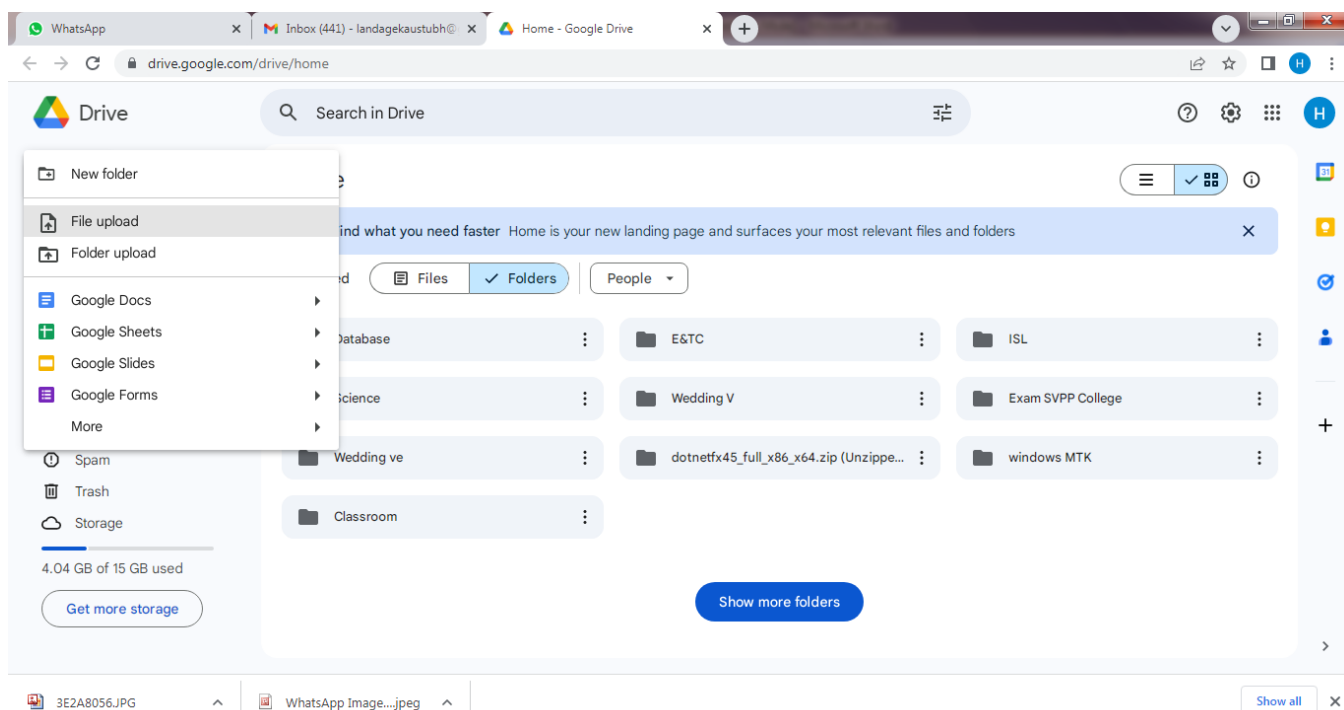 WhatsApp
Inbox (441) - landagekaustubh@
Home - Google Drive
drive.google.com/drive/home
H
Drive
Search in Drive
H
New folder
File upload
Folder upload
Google Docs
Google Sheets
Google Slides
Google Forms
More
Spam
Trash
Storage
4.04 GB of 15 GB used
Get more storage
ind what you need faster Home is your new landing page and surfaces your most relevant files and folders
ed
Files
Folders
People
Database
E&TC
ISL
Science
Wedding V
Exam SVPP College
Wedding ve
dotnetfx45_full_x86_x64.zip (Unzippe...
windows MTK
Classroom
Show more folders
31
3E2A8056.JPG
WhatsApp Image....jpeg
Show all